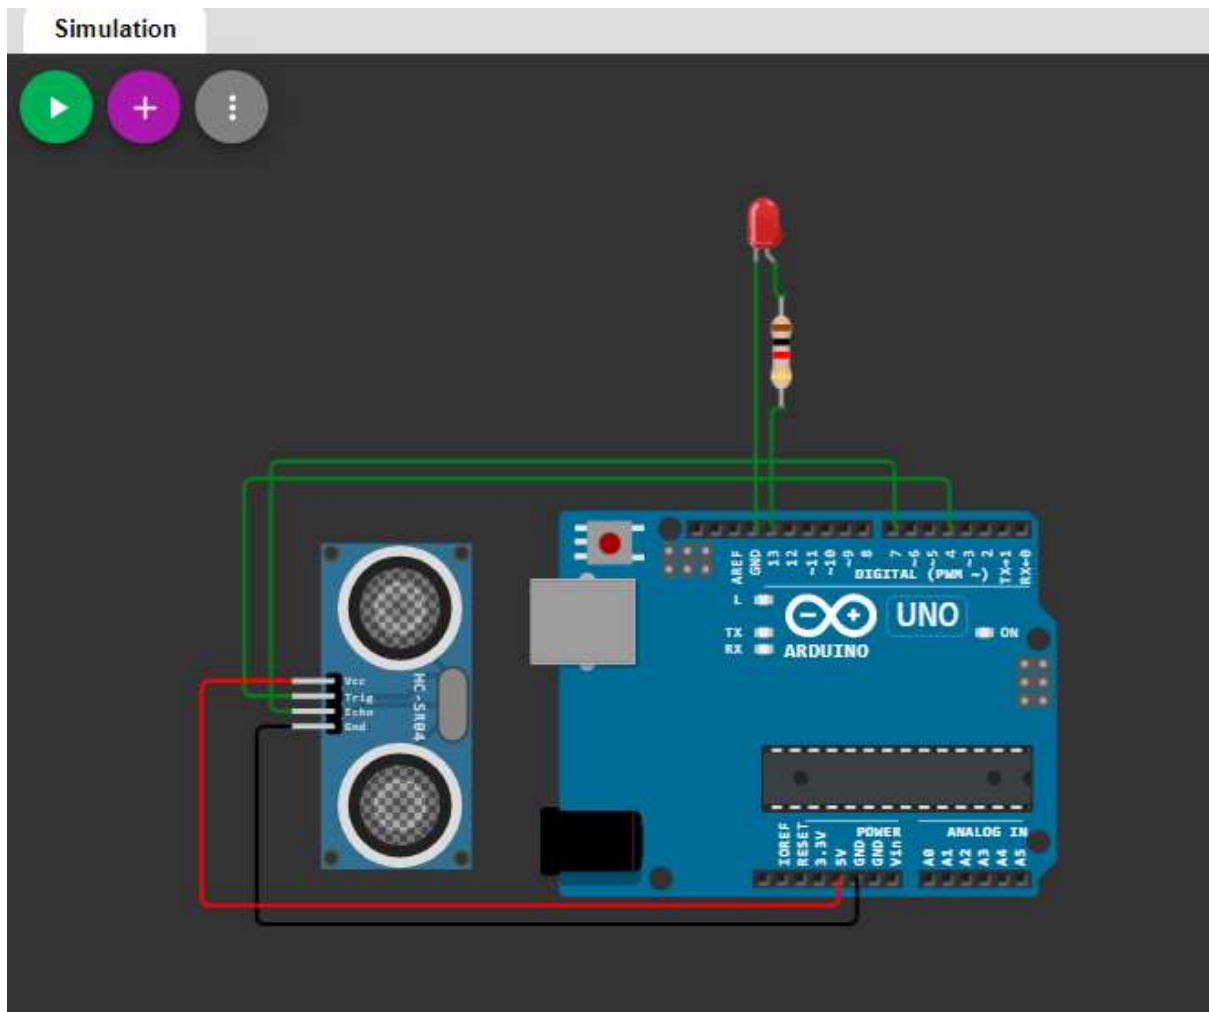 Simulation
AREF
GND
13
12
~11
~10
~9
8
7
~6
~5
4
~3
2
TX→1
RX←0
DIGITAL (PWM ~)
L
TX
RX
UNO
ON
ARDUINO
Vcc
Trig
Echo
Gnd
HC-SR04
POWER
ANALOG IN
IOREF
RESET
3.3V
5V
GND
GND
Vin
A0
A1
A2
A3
A4
A5